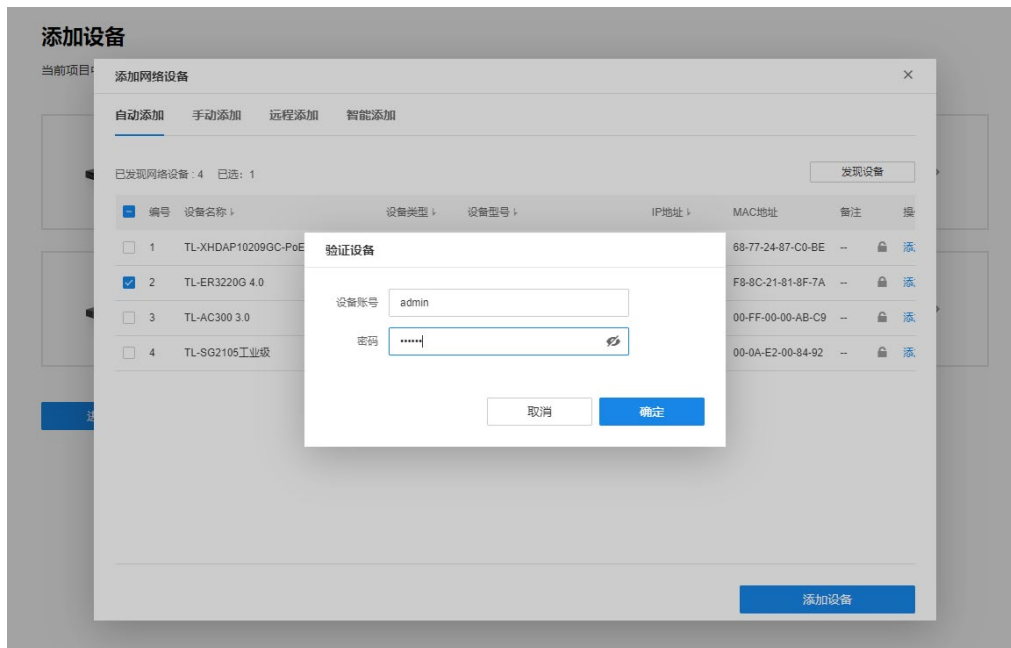 添加设备
当前项目
添加网络设备
自动添加 手动添加 远程添加 智能添加
已发现网络设备: 4 已选: 1 发现设备
编号 设备名称 设备类型 设备型号 IP地址 MAC地址 备注 操
1 TL-XHDAP10209GC-PoE 68-77-24-87-C0-BE -- 添
验证设备
2 TL-ER3220G 4.0 F8-8C-21-81-8F-7A -- 添
设备账号 admin
3 TL-AC300 3.0 00-FF-00-00-AB-C9 -- 添
密码 ••••••
4 TL-SG2105工业级 00-0A-E2-00-84-92 -- 添
取消 确定
添加设备